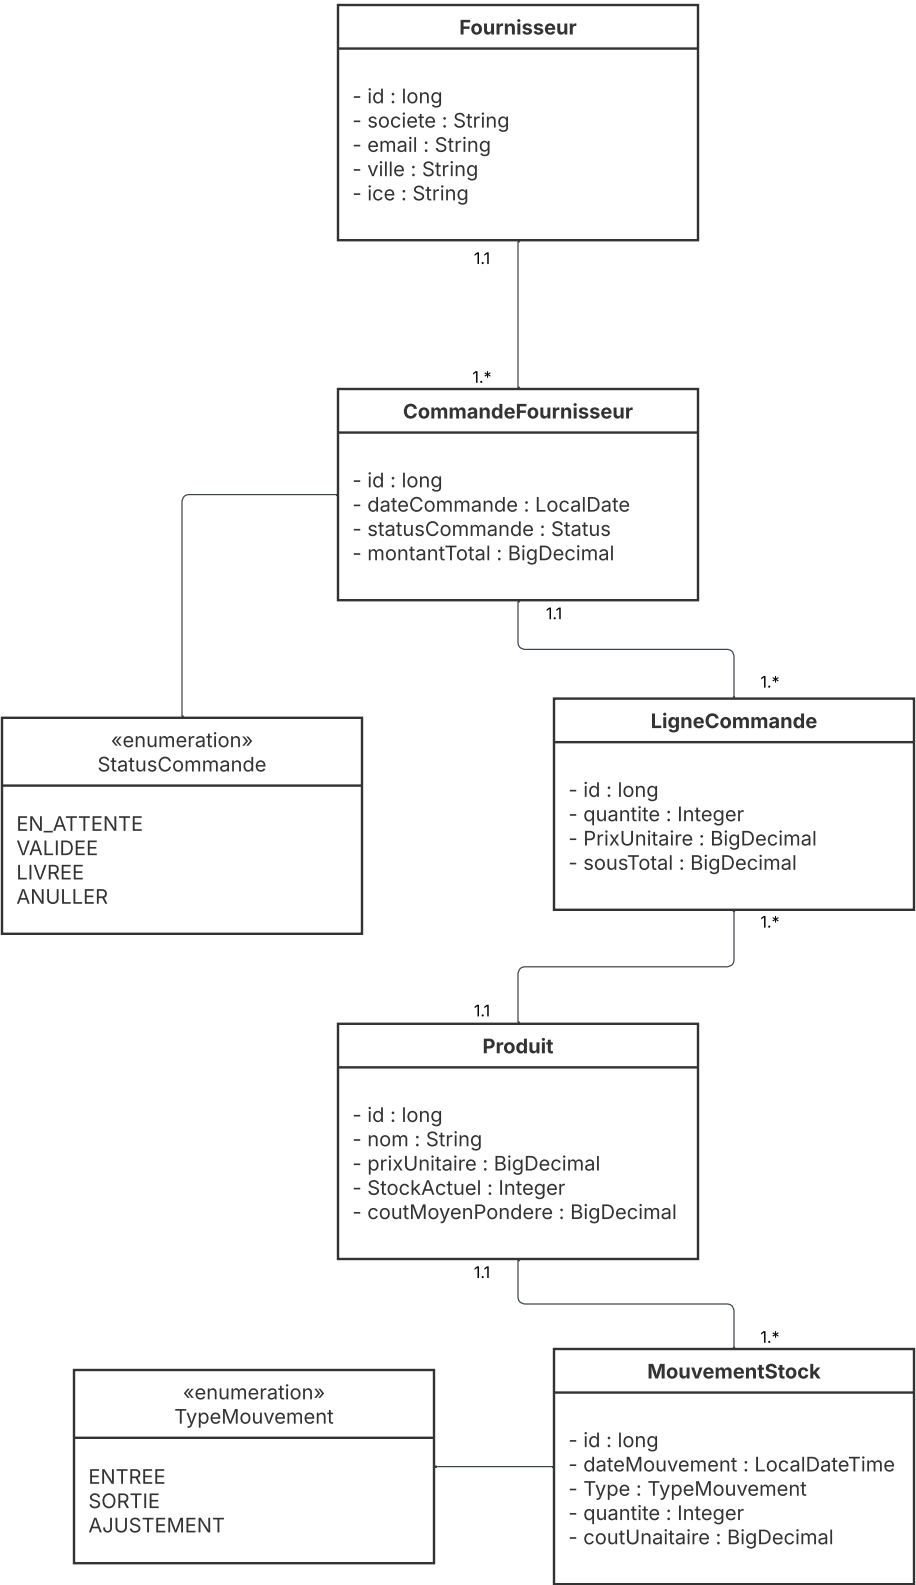 Fournisseur
- id : long
- societe : String
- email : String
- ville : String
- ice : String
1.1
1.*
CommandeFournisseur
- id : long
- dateCommande : LocalDate
- statusCommande : Status
- montantTotal : BigDecimal
1.1
1.*
LigneCommande
- id : long
- quantite : Integer
- PrixUnitaire : BigDecimal
- sousTotal : BigDecimal
«enumeration»
StatusCommande
EN_ATTENTE
VALIDEE
LIVREE
ANULLER
1.*
1.1
Produit
- id : long
- nom : String
- prixUnitaire : BigDecimal
- StockActuel : Integer
- coutMoyenPondere : BigDecimal
1.1
1.*
MouvementStock
- id : long
- dateMouvement : LocalDateTime
- Type : TypeMouvement
- quantite : Integer
- coutUnaitaire : BigDecimal
«enumeration»
TypeMouvement
ENTREE
SORTIE
AJUSTEMENT